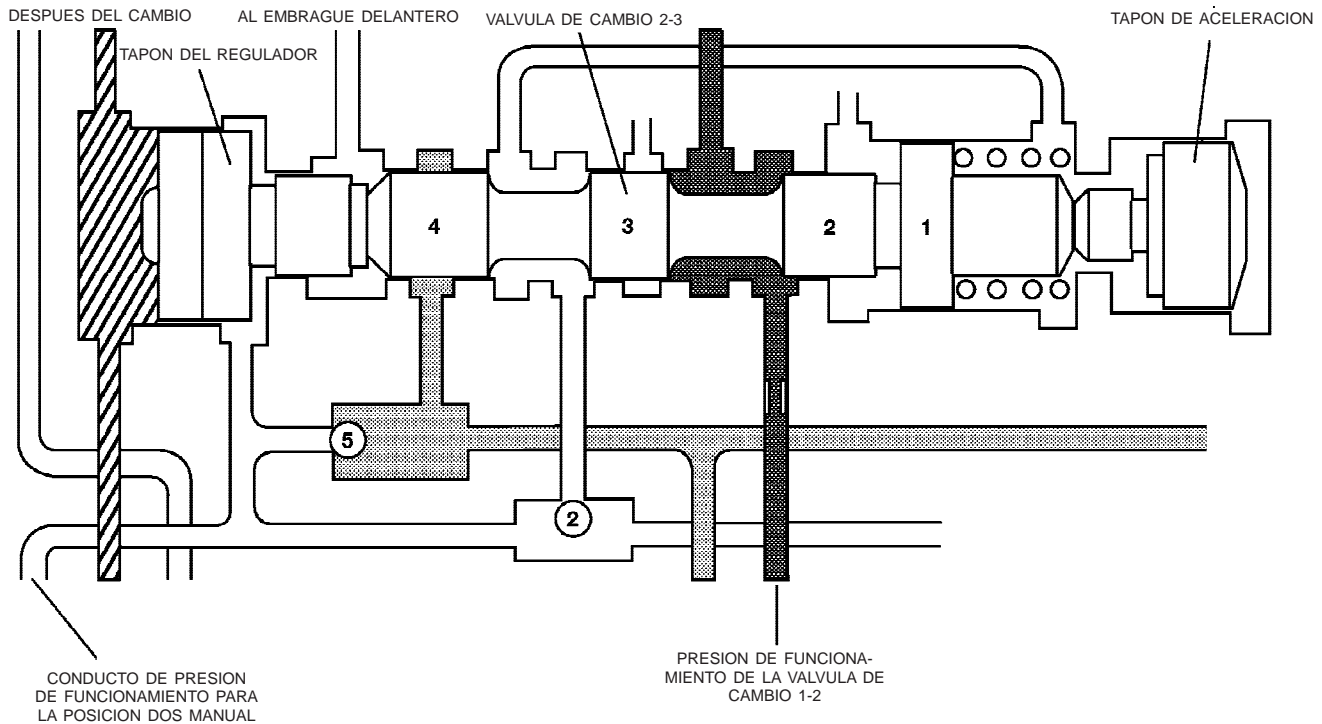 DESPUES DEL CAMBIO
AL EMBRAGUE DELANTERO
VALVULA DE CAMBIO 2-3
TAPON DE ACELERACION
TAPON DEL REGULADOR
4
3
2
1
5
2
CONDUCTO DE PRESION
DE FUNCIONAMIENTO PARA
LA POSICION DOS MANUAL
PRESION DE FUNCIONA-
MIENTO DE LA VALVULA DE
CAMBIO 1-2